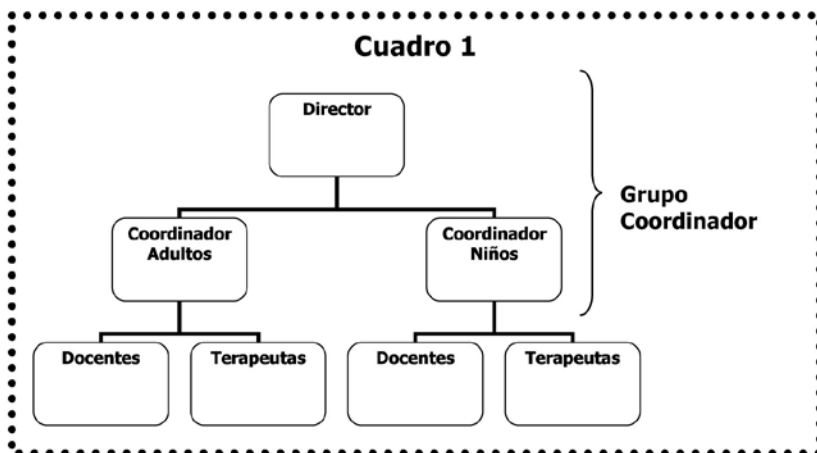 Cuadro 1
Director
Grupo
Coordinador
Coordinador
Adultos
Coordinador
Niños
Docentes
Terapeutas
Docentes
Terapeutas